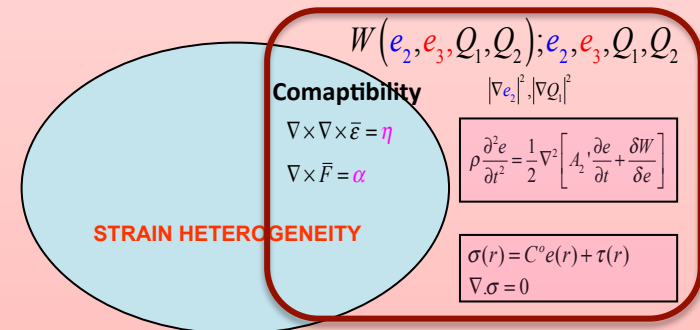 W(e₂,e₃,Q₁,Q₂);e₂,e₃,Q₁,Q₂
Comaptibility
|∇e₂|²,|∇Q₁|²
∇×∇×ε̄ = η
∇×F̄ = α
ρ ∂²e/∂t² = 1/2 ∇² [A₂' ∂e/∂t + δW/δe]
STRAIN HETEROGENEITY
σ(r) = C°e(r) + τ(r)
∇.σ = 0